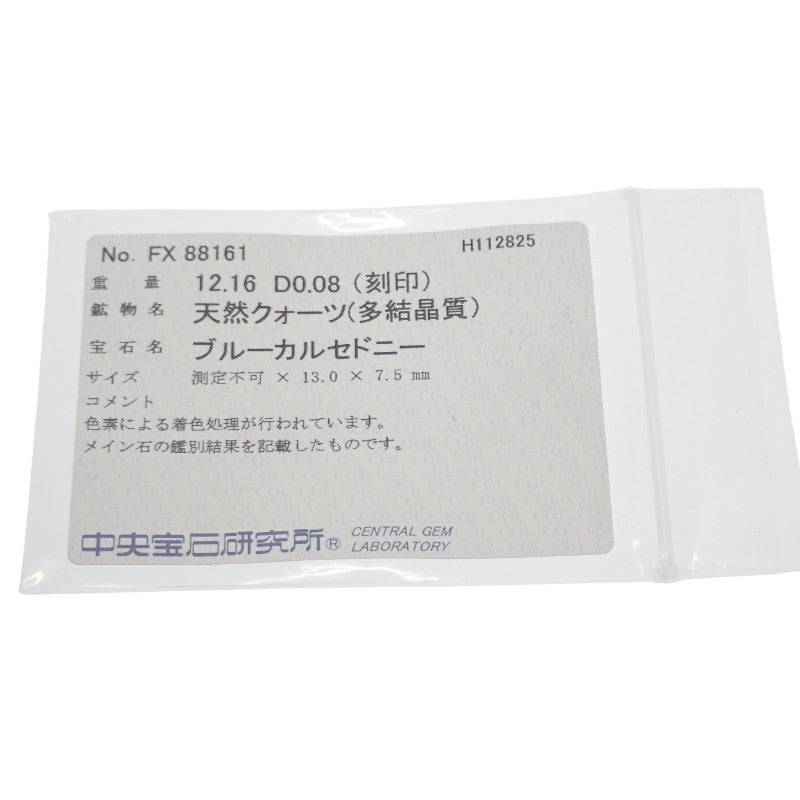 No. FX 88161 H112825
重量 12.16 D0.08 (刻印)
鉱物名 天然クォーツ(多結晶質)
宝石名 ブルーカルセドニー
サイズ 測定不可 × 13.0 × 7.5 mm
コメント
色素による着色処理が行われています。
メイン石の鑑別結果を記載したものです。
中央宝石研究所® CENTRAL GEM
LABORATORY